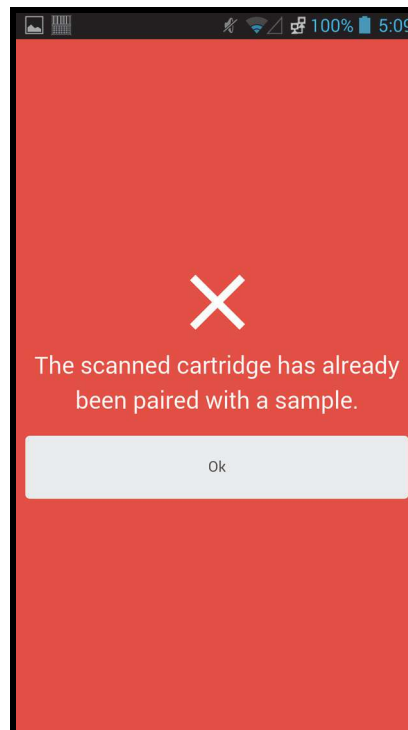 100% 5:09
The scanned cartridge has already
been paired with a sample.
Ok